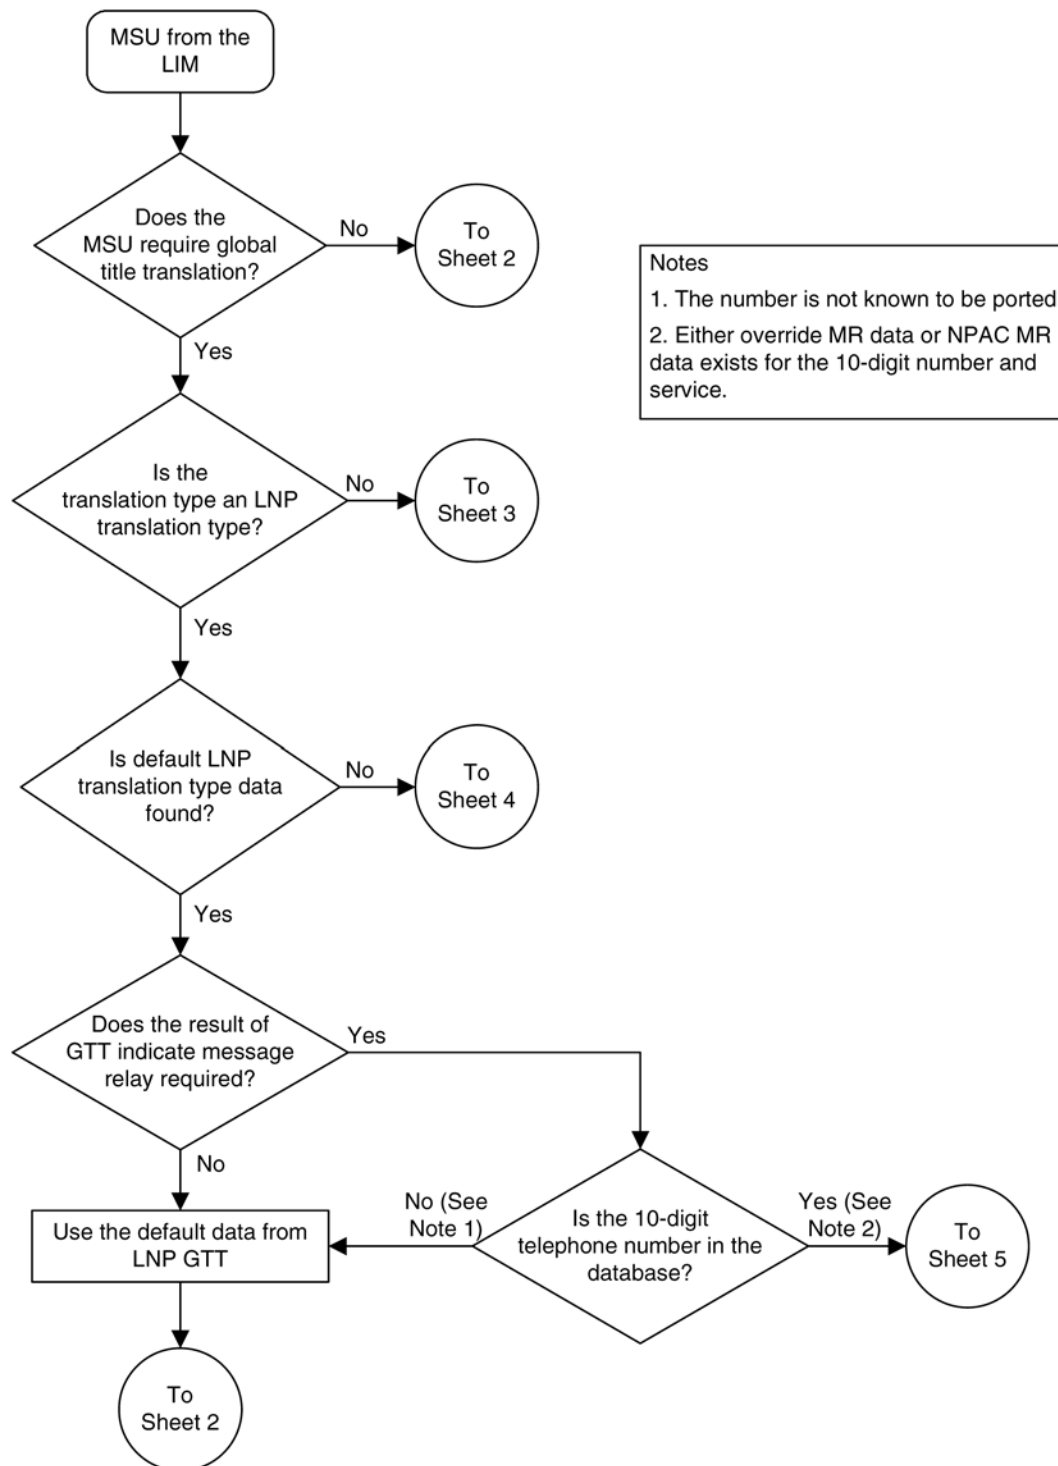 MSU from the
LIM
Does the
MSU require global
title translation?
No
To
Sheet 2
Yes
Notes
1. The number is not known to be ported
2. Either override MR data or NPAC MR
data exists for the 10-digit number and
service.
Is the
translation type an LNP
translation type?
No
To
Sheet 3
Yes
Is default LNP
translation type data
found?
No
To
Sheet 4
Yes
Does the result of
GTT indicate message
relay required?
Yes
No
Use the default data from
LNP GTT
No (See
Note 1)
Is the 10-digit
telephone number in the
database?
Yes (See
Note 2)
To
Sheet 5
To
Sheet 2